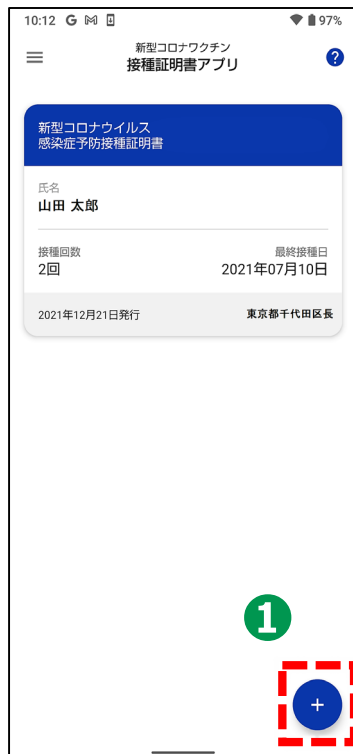 10:12 G 97%
新型コロナワクチン
接種証明書アプリ
?
新型コロナウイルス
感染症予防接種証明書
氏名
山田 太郎
接種回数 最終接種日
2回 2021年07月10日
2021年12月21日発行 東京都千代田区長
1
+